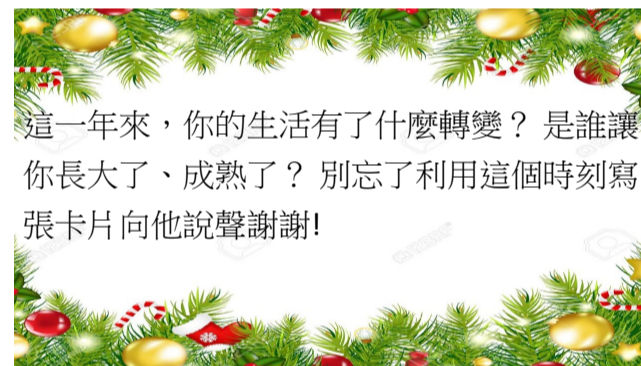 這一年來，你的生活有了什麼轉變？ 是誰讓
你長大了、成熟了？ 別忘了利用這個時刻寫
張卡片向他說聲謝謝!